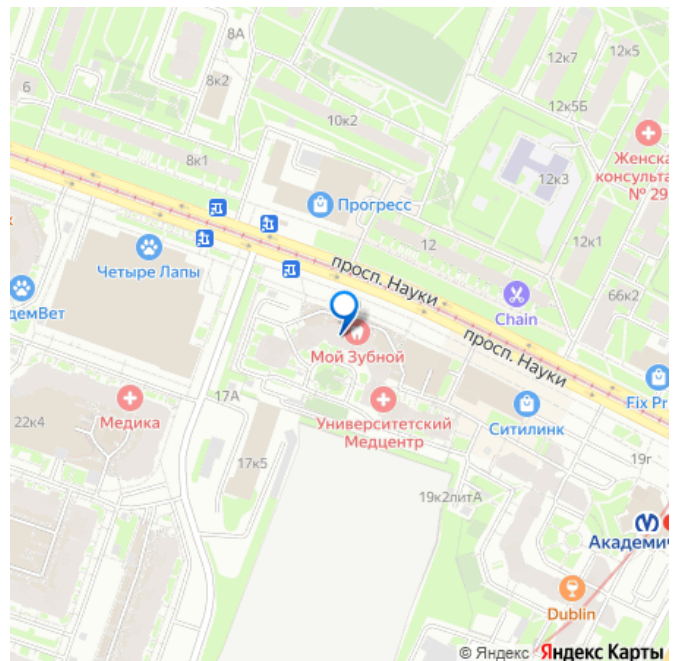 8А
12к7
12к5
6
8к2
12к5Б
10к2
Женска
консульта
№ 29
8к1
12к3
Прогресс
12
12к1
просп. Науки
Четыре Лапы
демВет
66к2
Chain
просп. Науки
Мой Зубной
17А
Fix Pr
Медика
Университетский
Медцентр
Ситилинк
22к4
17к5
19г
19к2литА
Академич
Dublin
© Яндекс Яндекс Карты